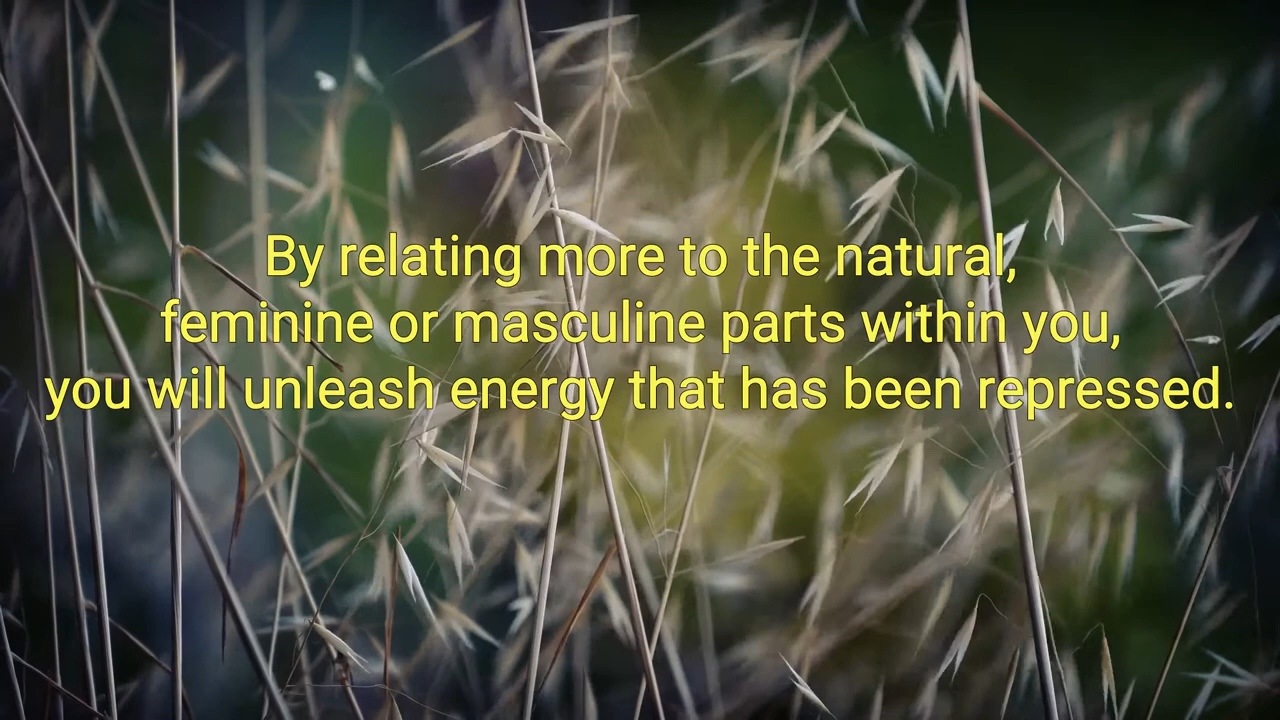 By relating more to the natural,
feminine or masculine parts within you,
you will unleash energy that has been repressed.